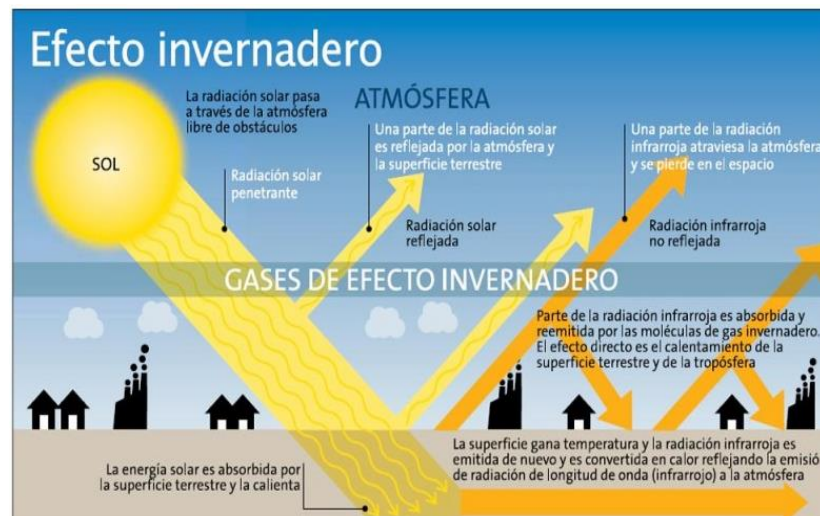 Efecto invernadero
SOL
La radiación solar pasa
a través de la atmósfera
libre de obstáculos
ATMÓSFERA
Radiación solar
penetrante
Una parte de la radiación solar
es reflejada por la atmósfera y
la superficie terrestre
Radiación solar
reflejada
Una parte de la radiación
infrarroja atraviesa la atmósfera
y se pierde en el espacio
Radiación infrarroja
no reflejada
GASES DE EFECTO INVERNADERO
Parte de la radiación infrarroja es absorbida y
reemitida por las moléculas de gas invernadero.
El efecto directo es el calentamiento de la
superficie terrestre y de la tropósfera
La energía solar es absorbida por
la superficie terrestre y la calienta
La superficie gana temperatura y la radiación infrarroja es
emitida de nuevo y es convertida en calor reflejando la emisió
de radiación de longitud de onda (infrarrojo) a la atmósfera